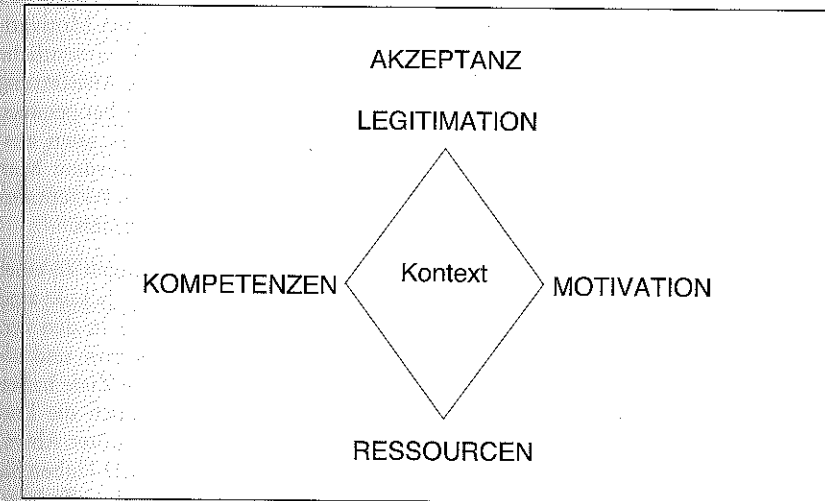 AKZEPTANZ
LEGITIMATION
KOMPETENZEN
Kontext
MOTIVATION
RESSOURCEN